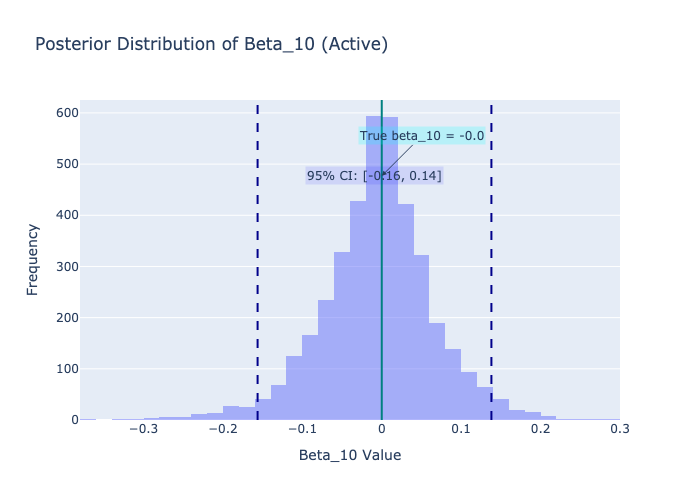 Posterior Distribution of Beta_10 (Active)
600
500
400
300
200
100
0
Frequency
True beta_10 = -0.0
95% CI: [-0.16, 0.14]
−0.3
−0.2
−0.1
0
0.1
0.2
0.3
Beta_10 Value